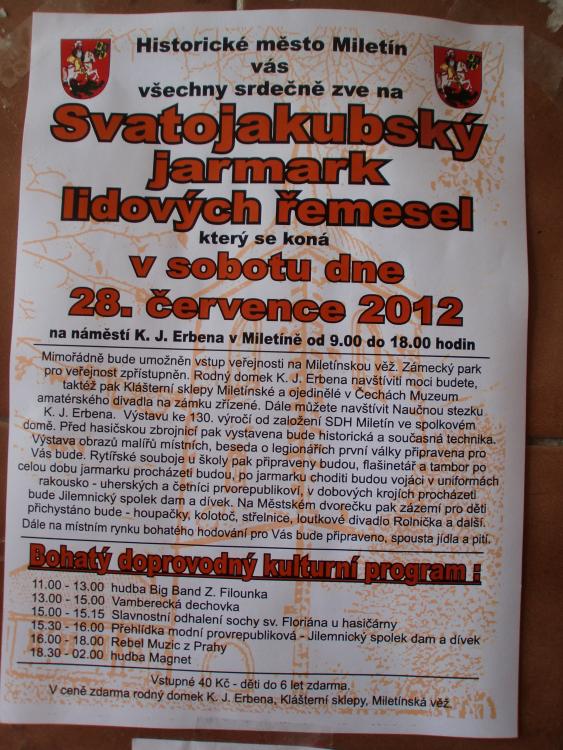 Historické město Miletín
vás
všechny srdečně zve na
Svatojakubský
jarmark
lidových řemesel
který se koná
v sobotu dne
28. července 2012
na náměstí K. J. Erbena v Miletíně od 9.00 do 18.00 hodin
Mimořádně bude umožněn vstup veřejnosti na Miletínskou věž. Zámecký park
pro veřejnost zpřístupněn. Rodný domek K. J. Erbena navštíviti moci budete,
taktéž pak Klášterní sklepy Miletínské a ojedinělé v Čechách Muzeum
amatérského divadla na zámku zřízené. Dále můžete navštívit Naučnou stezku
K. J. Erbena. Výstavu ke 130. výročí od založení SDH Miletín ve spolkovém
domě. Před hasičskou zbrojnicí pak vystavena bude historická a současná technika.
Výstava obrazů malířů místních, beseda o legionářích první války připravena pro
Vás bude. Rytířské souboje u školy pak připraveny budou, flašinetář a tambor po
celou dobu jarmarku procházeti budou, po jarmarku choditi budou vojáci v uniformách
rakousko - uherských a četníci prvorepublikoví, v dobových krojích procházeti
bude Jilemnický spolek dam a dívek. Na Městském dvorečku pak zázemí pro děti
přichystáno bude - houpačky, kolotoč, střelnice, loutkové divadlo Rolnička a další.
Dále na místním rynku bohatého hodování pro Vás bude připraveno, spousta jídla a pití.
Bohatý doprovodný kulturní program :
11.00 - 13.00 hudba Big Band Z. Filounka
13.00 - 15.00 Vamberecká dechovka
15.00 - 15.15 Slavnostní odhalení sochy sv. Floriána u hasičárny
15.30 - 16.00 Přehlídka modní provrepubliková - Jilemnický spolek dam a dívek
16.00 - 18.00 Rebel Muzic z Prahy
18.30 - 02.00 hudba Magnet
Vstupné 40 Kč - děti do 6 let zdarma.
V ceně zdarma rodný domek K. J. Erbena, Klášterní sklepy, Miletínská věž.